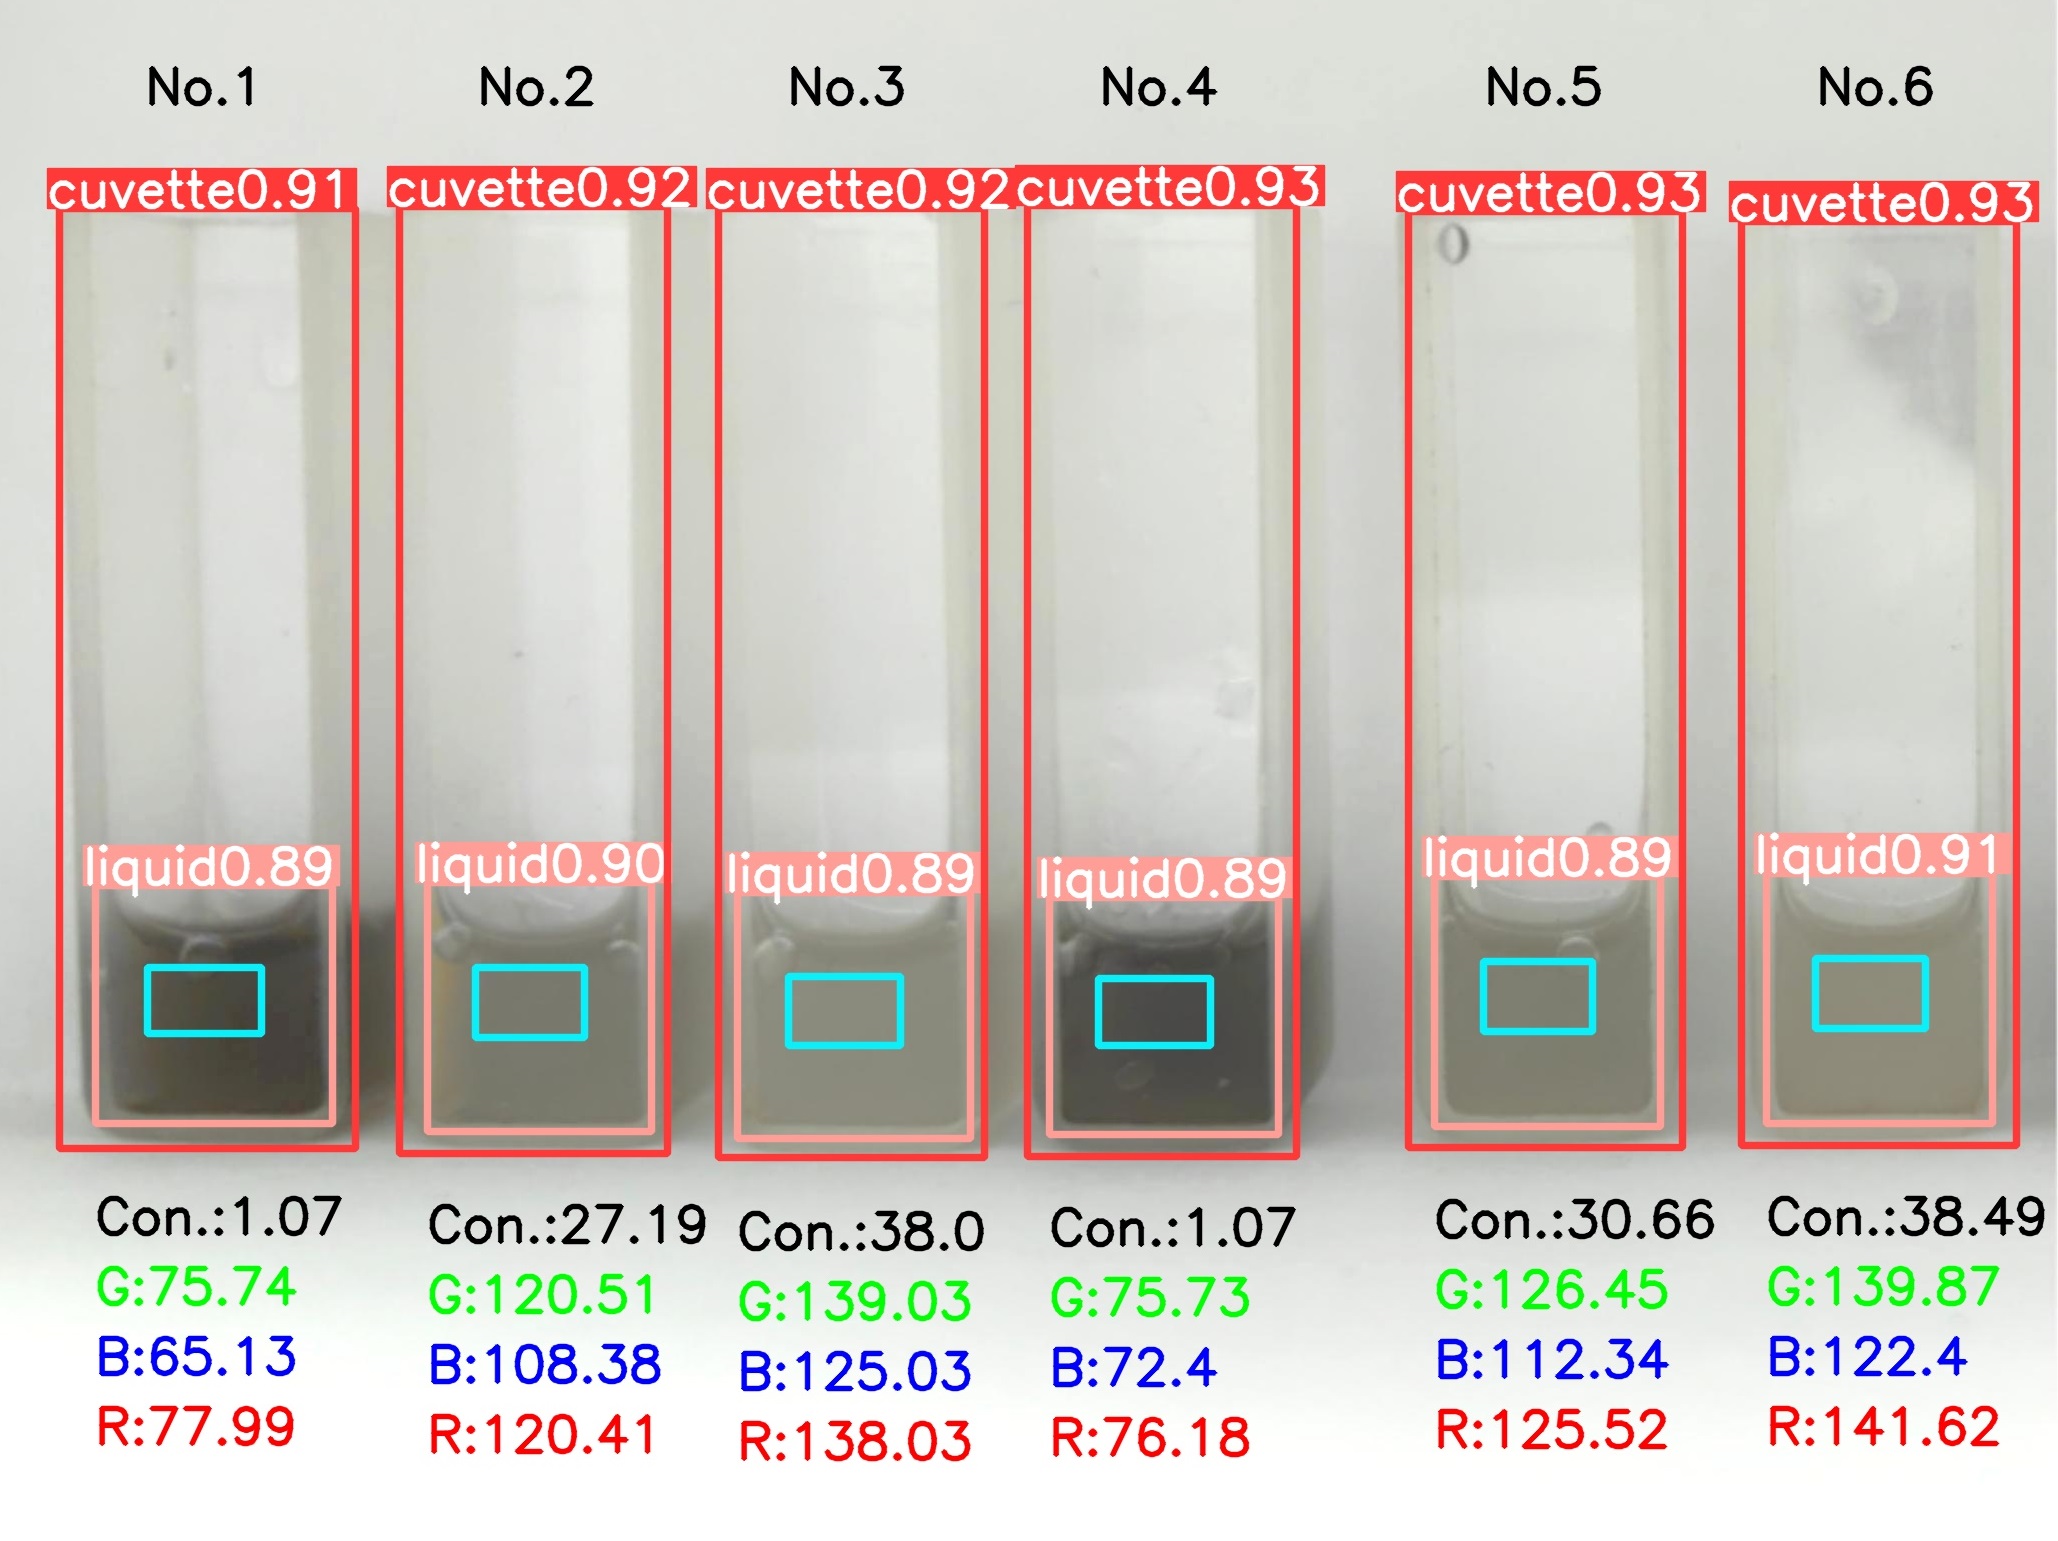 No.1 No.2 No.3 No.4 No.5 No.6
cuvette0.91 cuvette0.92 cuvette0.92 cuvette0.93 cuvette0.93 cuvette0.93
liquid0.89 liquid0.90 liquid0.89 liquid0.89 liquid0.89 liquid0.91
Con.:1.07 Con.:27.19 Con.:38.0 Con.:1.07 Con.:30.66 Con.:38.49
G:75.74 G:120.51 G:139.03 G:75.73 G:126.45 G:139.87
B:65.13 B:108.38 B:125.03 B:72.4 B:112.34 B:122.4
R:77.99 R:120.41 R:138.03 R:76.18 R:125.52 R:141.62